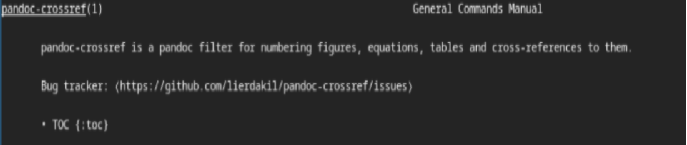 pandoc-crossref(1) General Commands Manual
pandoc-crossref is a pandoc filter for numbering figures, equations, tables and cross-references to them.
Bug tracker: ⟨https://github.com/lierdakil/pandoc-crossref/issues⟩
• TOC {:toc}